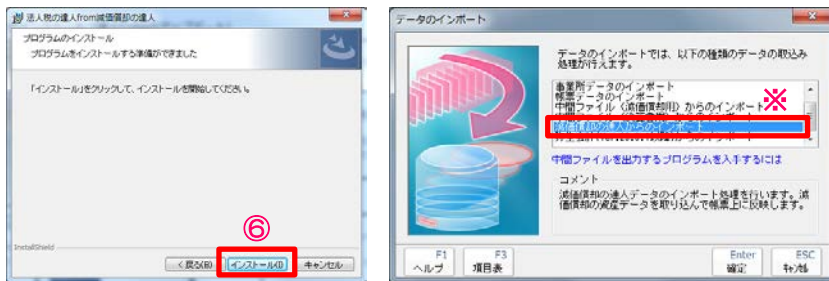 法人税の達人from減価償却の達人
プログラムのインストール
プログラムをインストールする準備ができました
「インストール」をクリックして、インストールを開始してください。
⑥
InstallShield
< 戻る(B)
インストール(I)
キャンセル
データのインポート
データのインポートでは、以下の種類のデータの取込み
処理が行えます。
事業所データのインポート
帳票データのインポート
中間ファイル（減価償却用）からのインポート
※
減価償却の達人からのインポート
中間ファイルを出力するプログラムを入手するには
コメント
減価償却の達人データのインポート処理を行います。減
価償却の資産データを取り込んで帳票上に反映します。
F1
ヘルプ
F3
項目表
Enter
確定
ESC
キャンセル